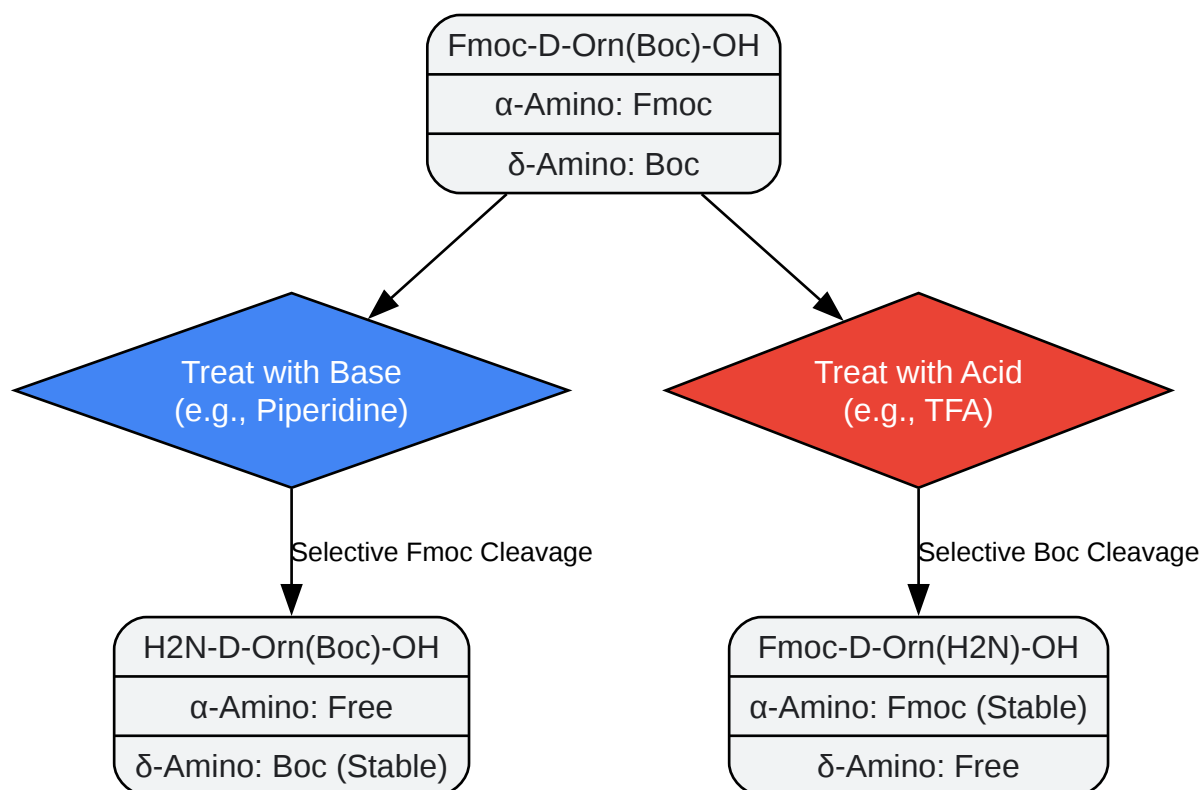 Fmoc-D-Orn(Boc)-OH
α-Amino: Fmoc
δ-Amino: Boc
Treat with Base
(e.g., Piperidine)
Treat with Acid
(e.g., TFA)
Selective Fmoc Cleavage
Selective Boc Cleavage
H2N-D-Orn(Boc)-OH
α-Amino: Free
δ-Amino: Boc (Stable)
Fmoc-D-Orn(H2N)-OH
α-Amino: Fmoc (Stable)
δ-Amino: Free